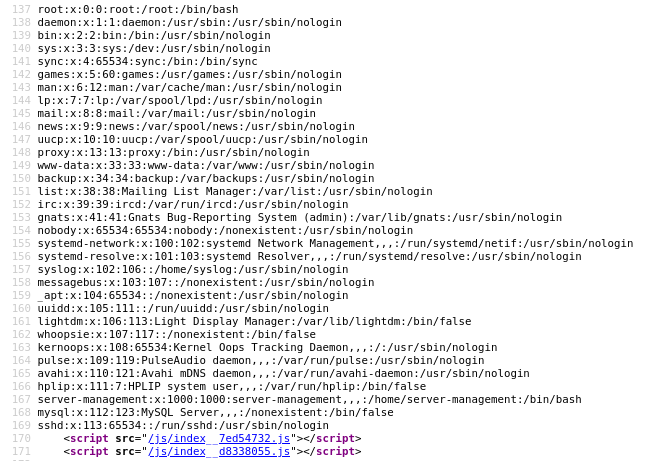 137 root:x:0:0:root:/root:/bin/bash
138 daemon:x:1:1:daemon:/usr/sbin:/usr/sbin/nologin
139 bin:x:2:2:bin:/bin:/usr/sbin/nologin
140 sys:x:3:3:sys:/dev:/usr/sbin/nologin
141 sync:x:4:65534:sync:/bin:/bin/sync
142 games:x:5:60:games:/usr/games:/usr/sbin/nologin
143 man:x:6:12:man:/var/cache/man:/usr/sbin/nologin
144 lp:x:7:7:lp:/var/spool/lpd:/usr/sbin/nologin
145 mail:x:8:8:mail:/var/mail:/usr/sbin/nologin
146 news:x:9:9:news:/var/spool/news:/usr/sbin/nologin
147 uucp:x:10:10:uucp:/var/spool/uucp:/usr/sbin/nologin
148 proxy:x:13:13:proxy:/bin:/usr/sbin/nologin
149 www-data:x:33:33:www-data:/var/www:/usr/sbin/nologin
150 backup:x:34:34:backup:/var/backups:/usr/sbin/nologin
151 list:x:38:38:Mailing List Manager:/var/list:/usr/sbin/nologin
152 irc:x:39:39:ircd:/var/run/ircd:/usr/sbin/nologin
153 gnats:x:41:41:Gnats Bug-Reporting System (admin):/var/lib/gnats:/usr/sbin/nologin
154 nobody:x:65534:65534:nobody:/nonexistent:/usr/sbin/nologin
155 systemd-network:x:100:102:systemd Network Management,,,:/run/systemd/netif:/usr/sbin/nologin
156 systemd-resolve:x:101:103:systemd Resolver,,,:/run/systemd/resolve:/usr/sbin/nologin
157 syslog:x:102:106::/home/syslog:/usr/sbin/nologin
158 messagebus:x:103:107::/nonexistent:/usr/sbin/nologin
159 _apt:x:104:65534::/nonexistent:/usr/sbin/nologin
160 uuidd:x:105:111::/run/uuidd:/usr/sbin/nologin
161 lightdm:x:106:113:Light Display Manager:/var/lib/lightdm:/bin/false
162 whoopsie:x:107:117::/nonexistent:/bin/false
163 kernoops:x:108:65534:Kernel Oops Tracking Daemon,,,:/:/usr/sbin/nologin
164 pulse:x:109:119:PulseAudio daemon,,,:/var/run/pulse:/usr/sbin/nologin
165 avahi:x:110:121:Avahi mDNS daemon,,,:/var/run/avahi-daemon:/usr/sbin/nologin
166 hplip:x:111:7:HPLIP system user,,,:/var/run/hplip:/bin/false
167 server-management:x:1000:1000:server-management,,,:/home/server-management:/bin/bash
168 mysql:x:112:123:MySQL Server,,,:/nonexistent:/bin/false
169 sshd:x:113:65534::/run/sshd:/usr/sbin/nologin
170 <script src="/js/index__7ed54732.js"></script>
171 <script src="/js/index__d8338055.js"></script>